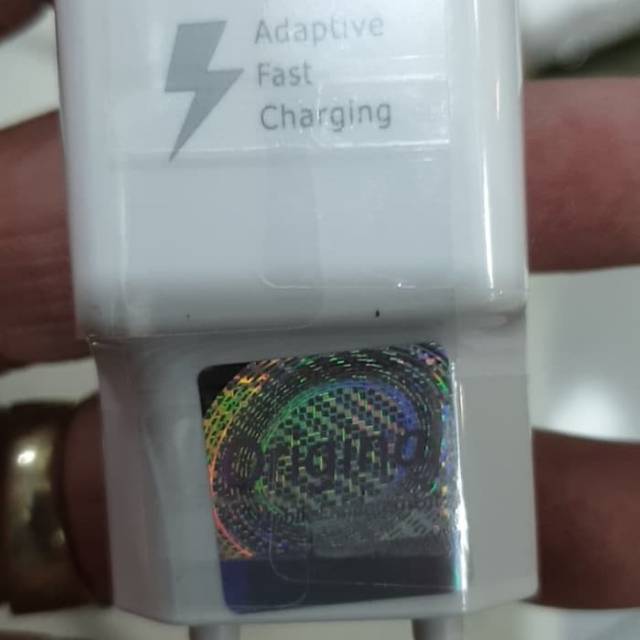 Adaptive
Fast
Charging
Original